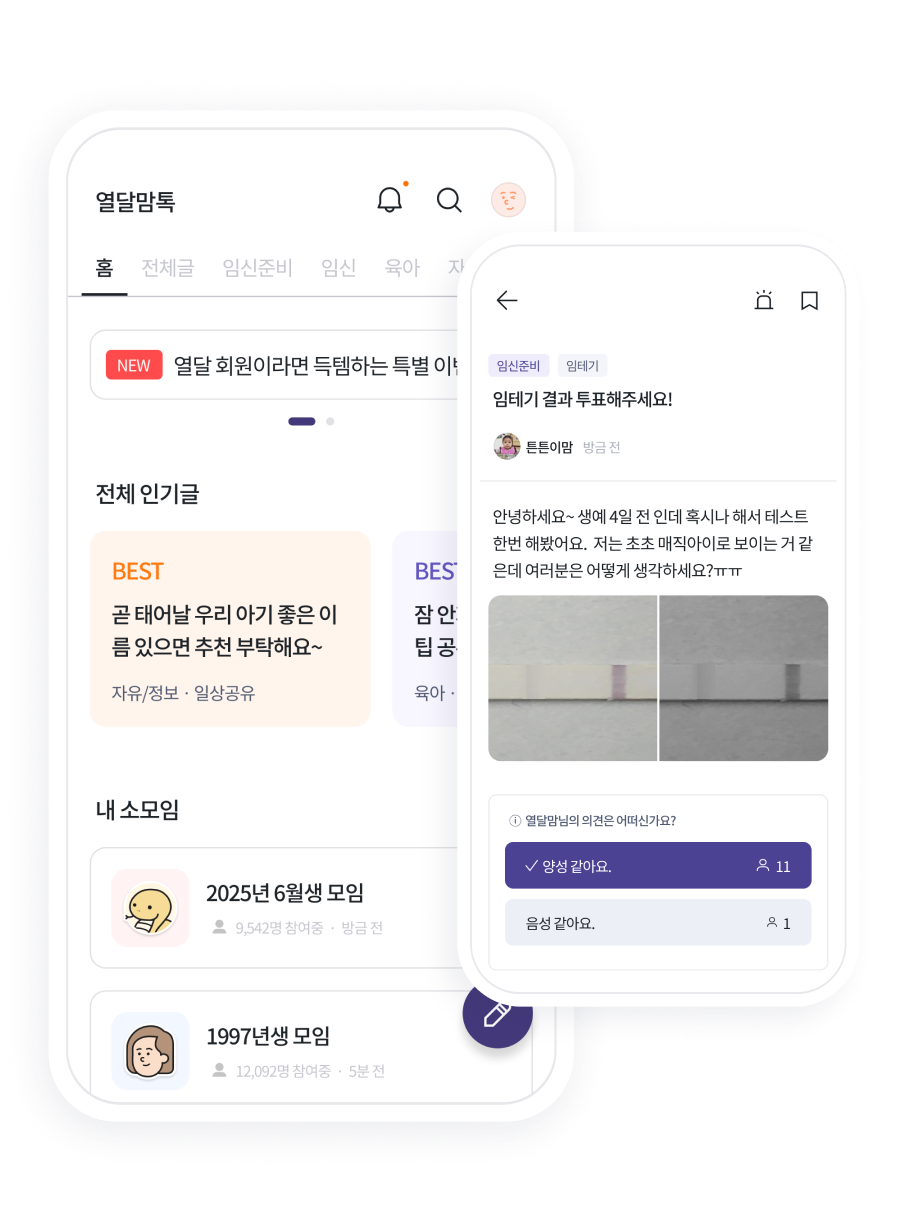 열달맘톡
홈 전체글 임신준비 임신 육아
NEW 열달 회원이라면 득템하는 특별
전체 인기글
BEST
곧 태어날 우리 아기 좋은 이
름 있으면 추천 부탁해요~
자유/정보 · 일상공유
BEST
잠
팁
육아 ·
내 소모임
2025년 6월생 모임
9,542명 참여중 · 방금 전
1997년생 모임
12,092명 참여중 · 5분 전
임신준비 임테기
임테기 결과 투표해주세요!
튼튼이맘 방금 전
안녕하세요~ 생예 4일 전 인데 혹시나 해서 테스트
한번 해봤어요. 저는 초초 매직아이로 보이는 거 같
은데 여러분은 어떻게 생각하세요?ㅠㅠ
열달맘님의 의견은 어떠신가요?
양성 같아요. 11
음성 같아요. 1